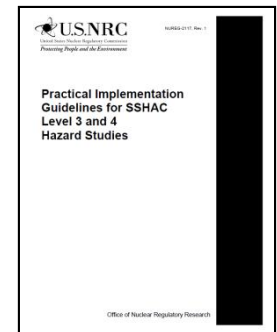 U.S.NRC
NUREG-2117, Rev. 1
United States Nuclear Regulatory Commission
Protecting People and the Environment
Practical Implementation
Guidelines for SSHAC
Level 3 and 4
Hazard Studies
Office of Nuclear Regulatory Research